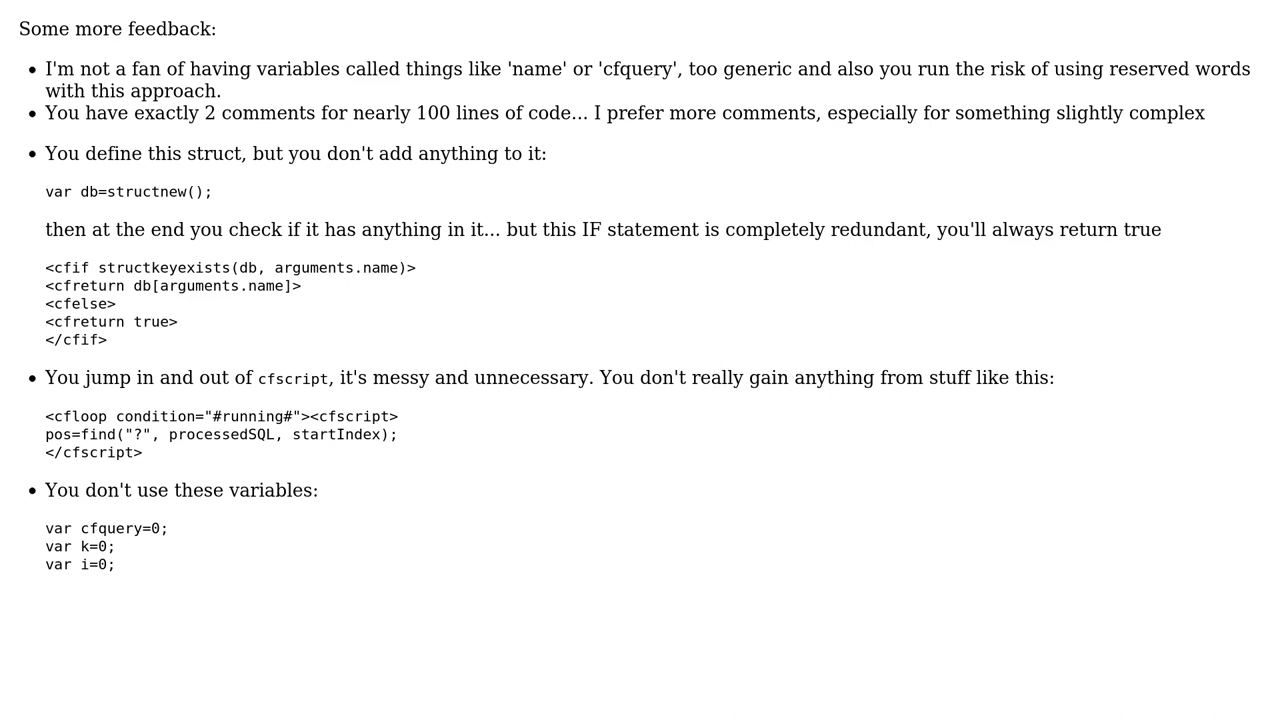 Some more feedback:
I'm not a fan of having variables called things like 'name' or 'cfquery', too generic and also you run the risk of using reserved words
with this approach.
You have exactly 2 comments for nearly 100 lines of code... I prefer more comments, especially for something slightly complex
You define this struct, but you don't add anything to it:
var db=structnew();
then at the end you check if it has anything in it... but this IF statement is completely redundant, you'll always return true
<cfif structkeyexists(db, arguments.name)>
<cfreturn db[arguments.name]>
<cfelse>
<cfreturn true>
</cfif>
You jump in and out of cfscript, it's messy and unnecessary. You don't really gain anything from stuff like this:
<cfloop condition="#running#"><cfscript>
pos=find("?", processedSQL, startIndex);
</cfscript>
You don't use these variables:
var cfquery=0;
var k=0;
var i=0;